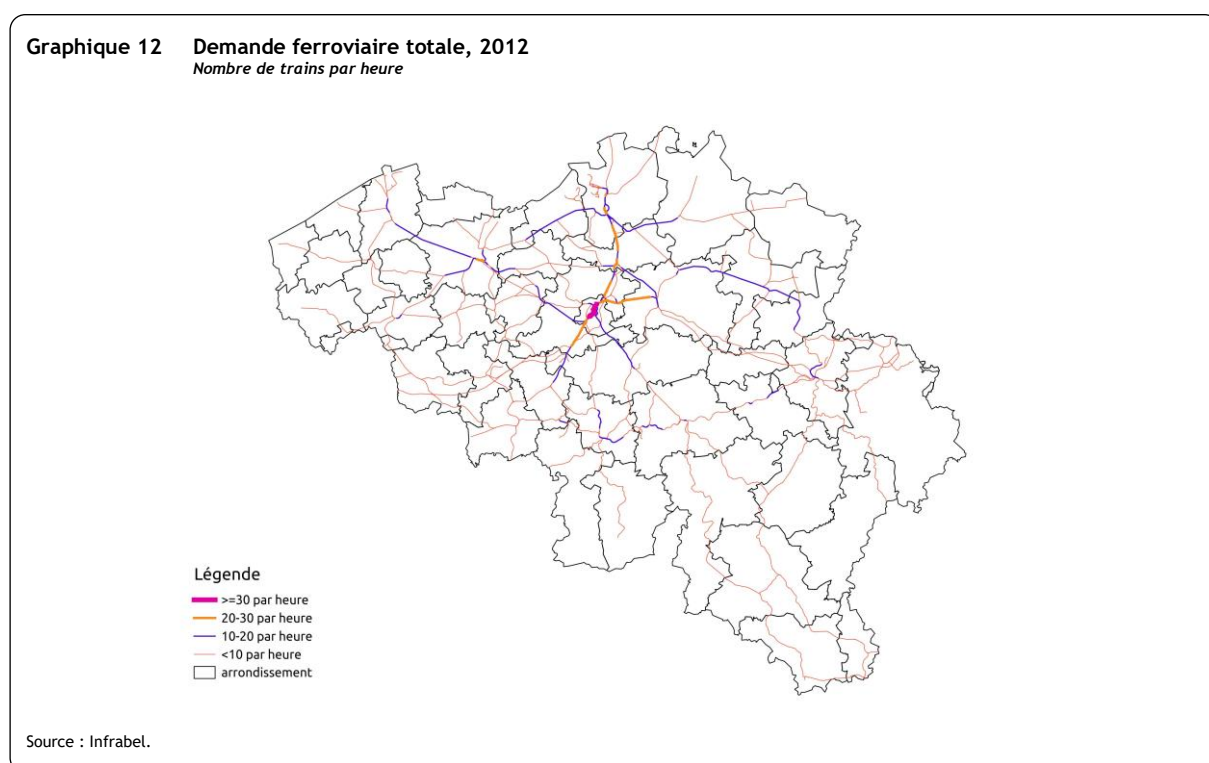 Graphique 12 Demande ferroviaire totale, 2012
Nombre de trains par heure
Légende
>=30 par heure
20-30 par heure
10-20 par heure
<10 par heure
arrondissement
Source : Infrabel.